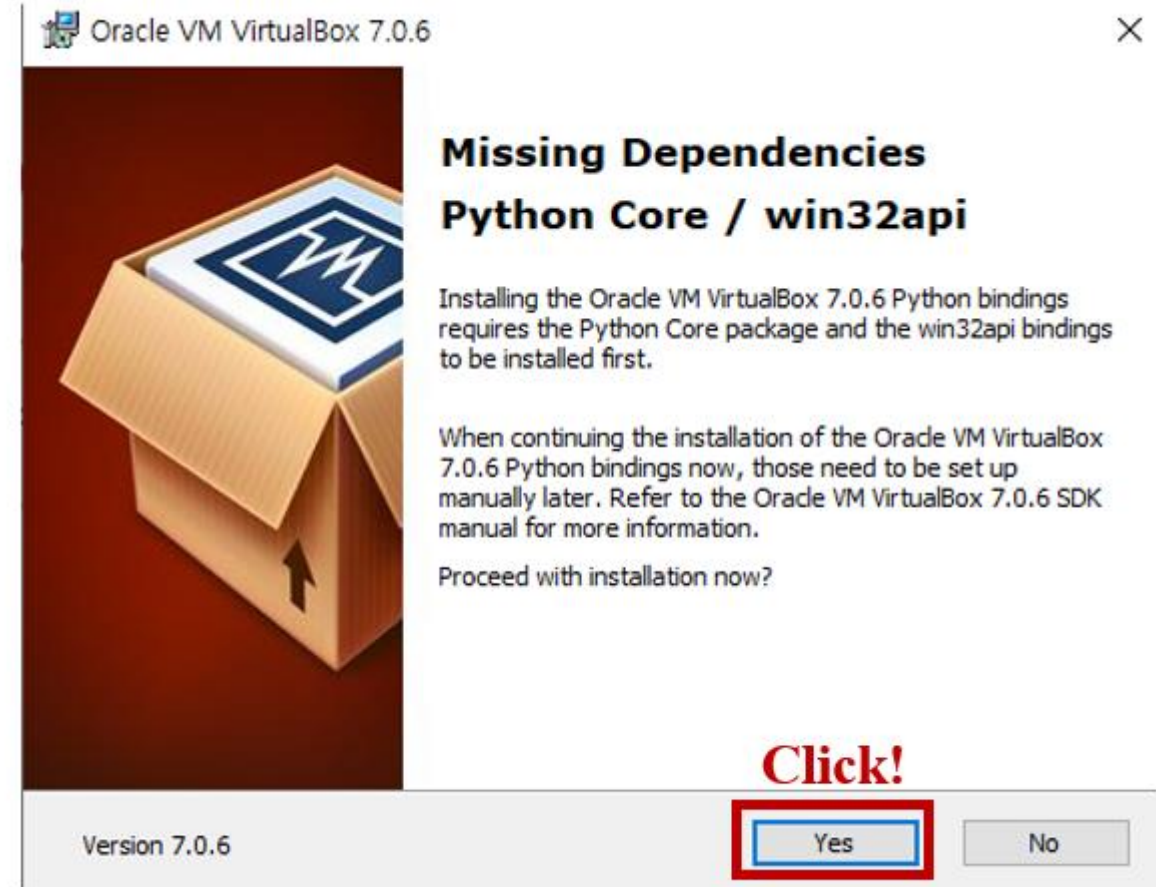 Oracle VM VirtualBox 7.0.6
Missing Dependencies
Python Core / win32api
Installing the Oracle VM VirtualBox 7.0.6 Python bindings
requires the Python Core package and the win32api bindings
to be installed first.
When continuing the installation of the Oracle VM VirtualBox
7.0.6 Python bindings now, those need to be set up
manually later. Refer to the Oracle VM VirtualBox 7.0.6 SDK
manual for more information.
Proceed with installation now?
Click!
Version 7.0.6
Yes
No